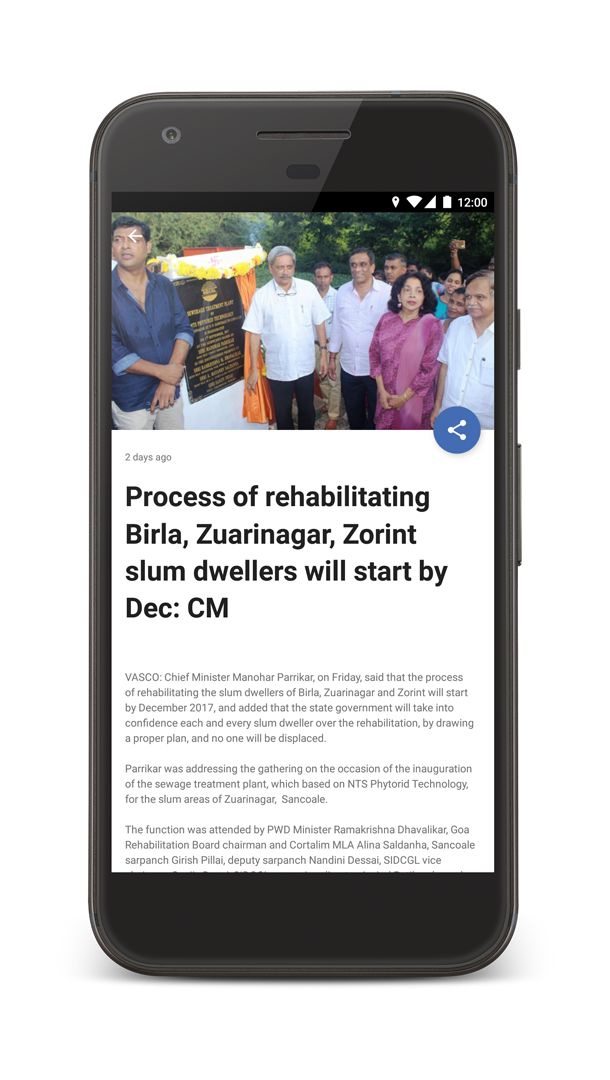 12:00
SEWERAGE TREATMENT PLANT
2 days ago
Process of rehabilitating
Birla, Zuarinagar, Zorint
slum dwellers will start by
Dec: CM
VASCO: Chief Minister Manohar Parrikar, on Friday, said that the process
of rehabilitating the slum dwellers of Birla, Zuarinagar and Zorint will start
by December 2017, and added that the state government will take into
confidence each and every slum dweller over the rehabilitation, by drawing
a proper plan, and no one will be displaced.
Parrikar was addressing the gathering on the occasion of the inauguration
of the sewage treatment plant, which based on NTS Phytorid Technology,
for the slum areas of Zuarinagar,  Sancoale.
The function was attended by PWD Minister Ramakrishna Dhavalikar, Goa
Rehabilitation Board chairman and Cortalim MLA Alina Saldanha, Sancoale
sarpanch Girish Pillai, deputy sarpanch Nandini Dessai, SIDCGL vice